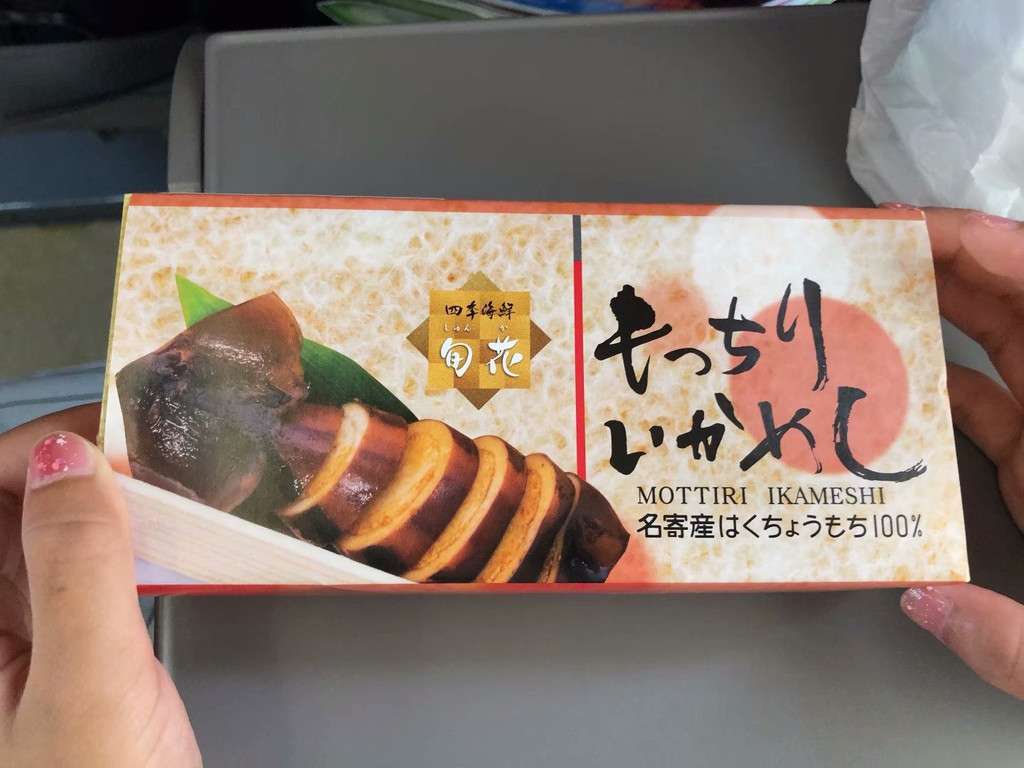 四季海鮮
しゅん か
旬花
もっちり
いかめし
MOTTIRI IKAMESHI
名寄産はくちょうもち100%